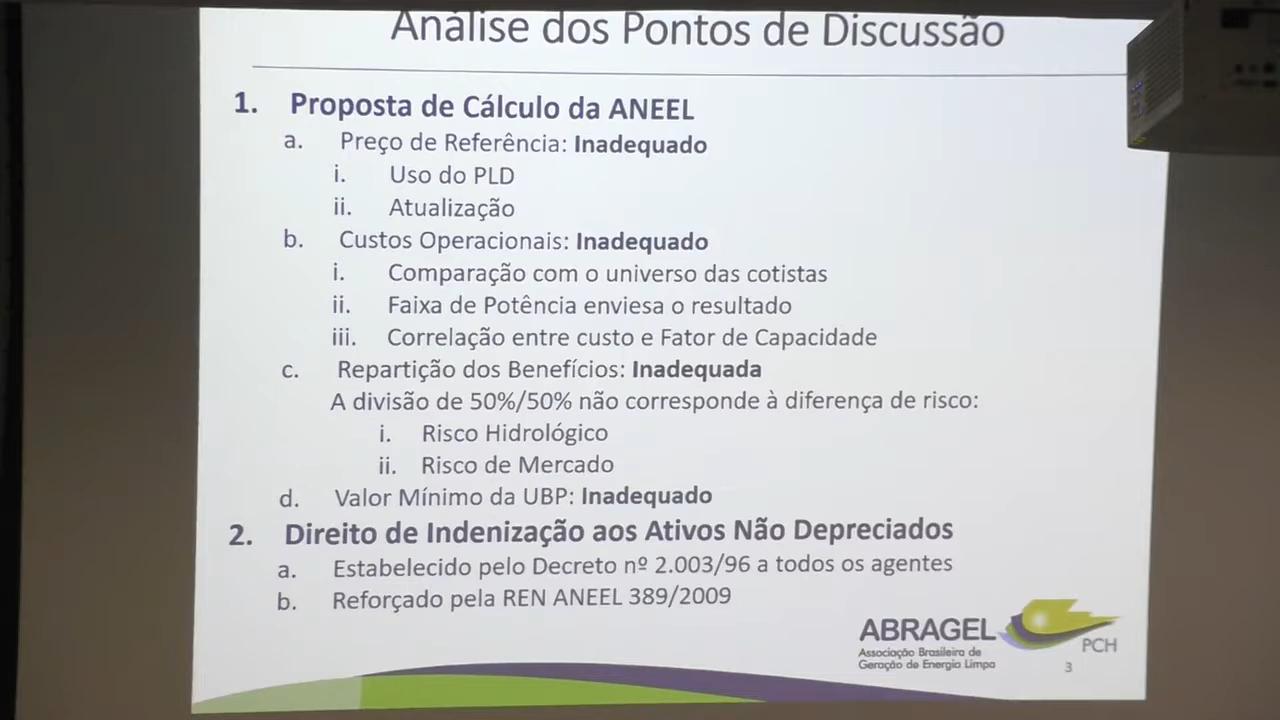 Análise dos Pontos de Discussão
1. Proposta de Cálculo da ANEEL
a. Preço de Referência: Inadequado
i. Uso do PLD
ii. Atualização
b. Custos Operacionais: Inadequado
i. Comparação com o universo das cotistas
ii. Faixa de Potência enviesa o resultado
iii. Correlação entre custo e Fator de Capacidade
c. Repartição dos Benefícios: Inadequada
A divisão de 50%/50% não corresponde à diferença de risco:
i. Risco Hidrológico
ii. Risco de Mercado
d. Valor Mínimo da UBP: Inadequado
2. Direito de Indenização aos Ativos Não Depreciados
a. Estabelecido pelo Decreto nº 2.003/96 a todos os agentes
b. Reforçado pela REN ANEEL 389/2009
ABRAGEL
PCH
Associação Brasileira de
Geração de Energia Limpa
3